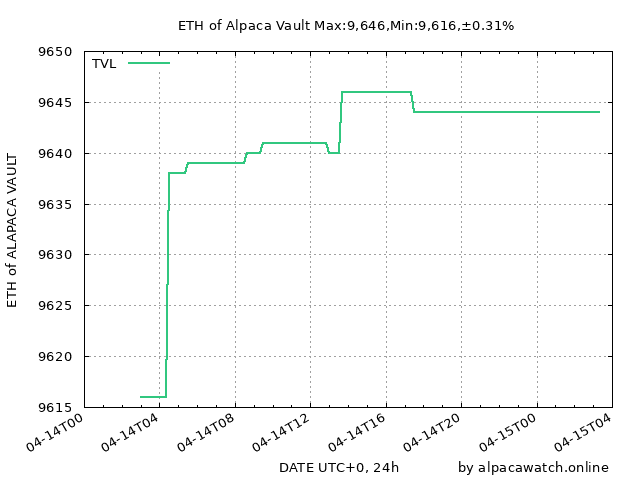 ETH of Alpaca Vault Max:9,646,Min:9,616,±0.31%
TVL
9650
9645
9640
9635
9630
9625
9620
9615
ETH of ALAPACA VAULT
04-14T00
04-14T04
04-14T08
04-14T12
04-14T16
04-14T20
04-15T00
04-15T04
DATE UTC+0, 24h
by alpacawatch.online